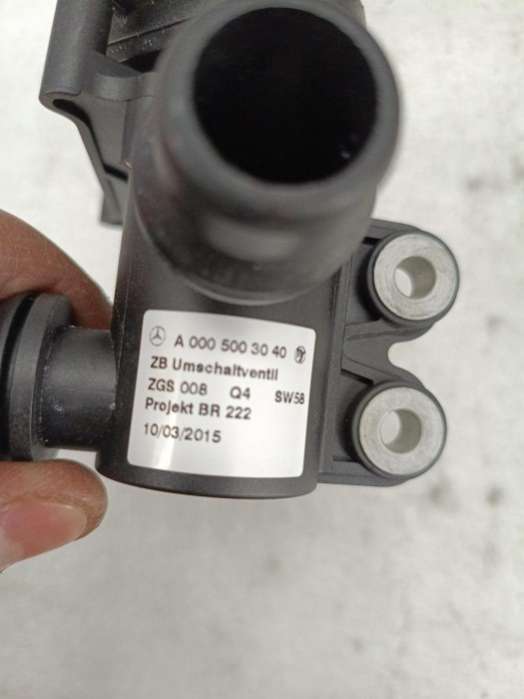 A 000 500 30 40
ZB Umschaltventil
ZGS 008 Q4 SW58
Projekt BR 222
10/03/2015